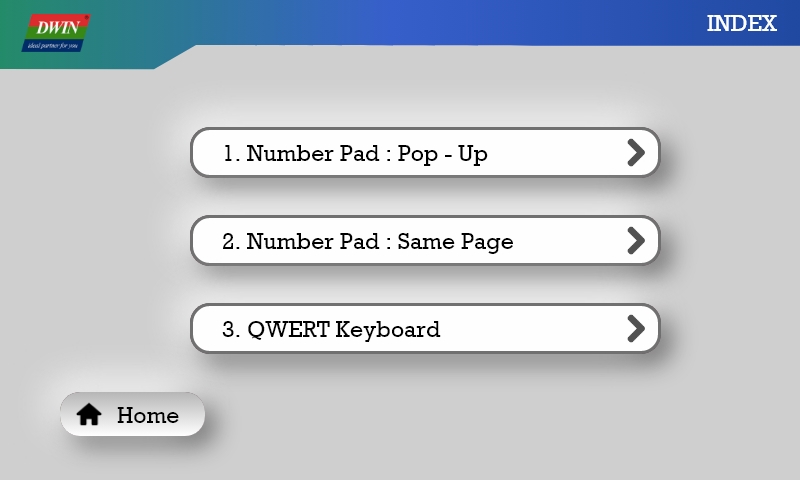 DWIN
ideal partner for you
INDEX
1. Number Pad : Pop - Up
2. Number Pad : Same Page
3. QWERT Keyboard
Home